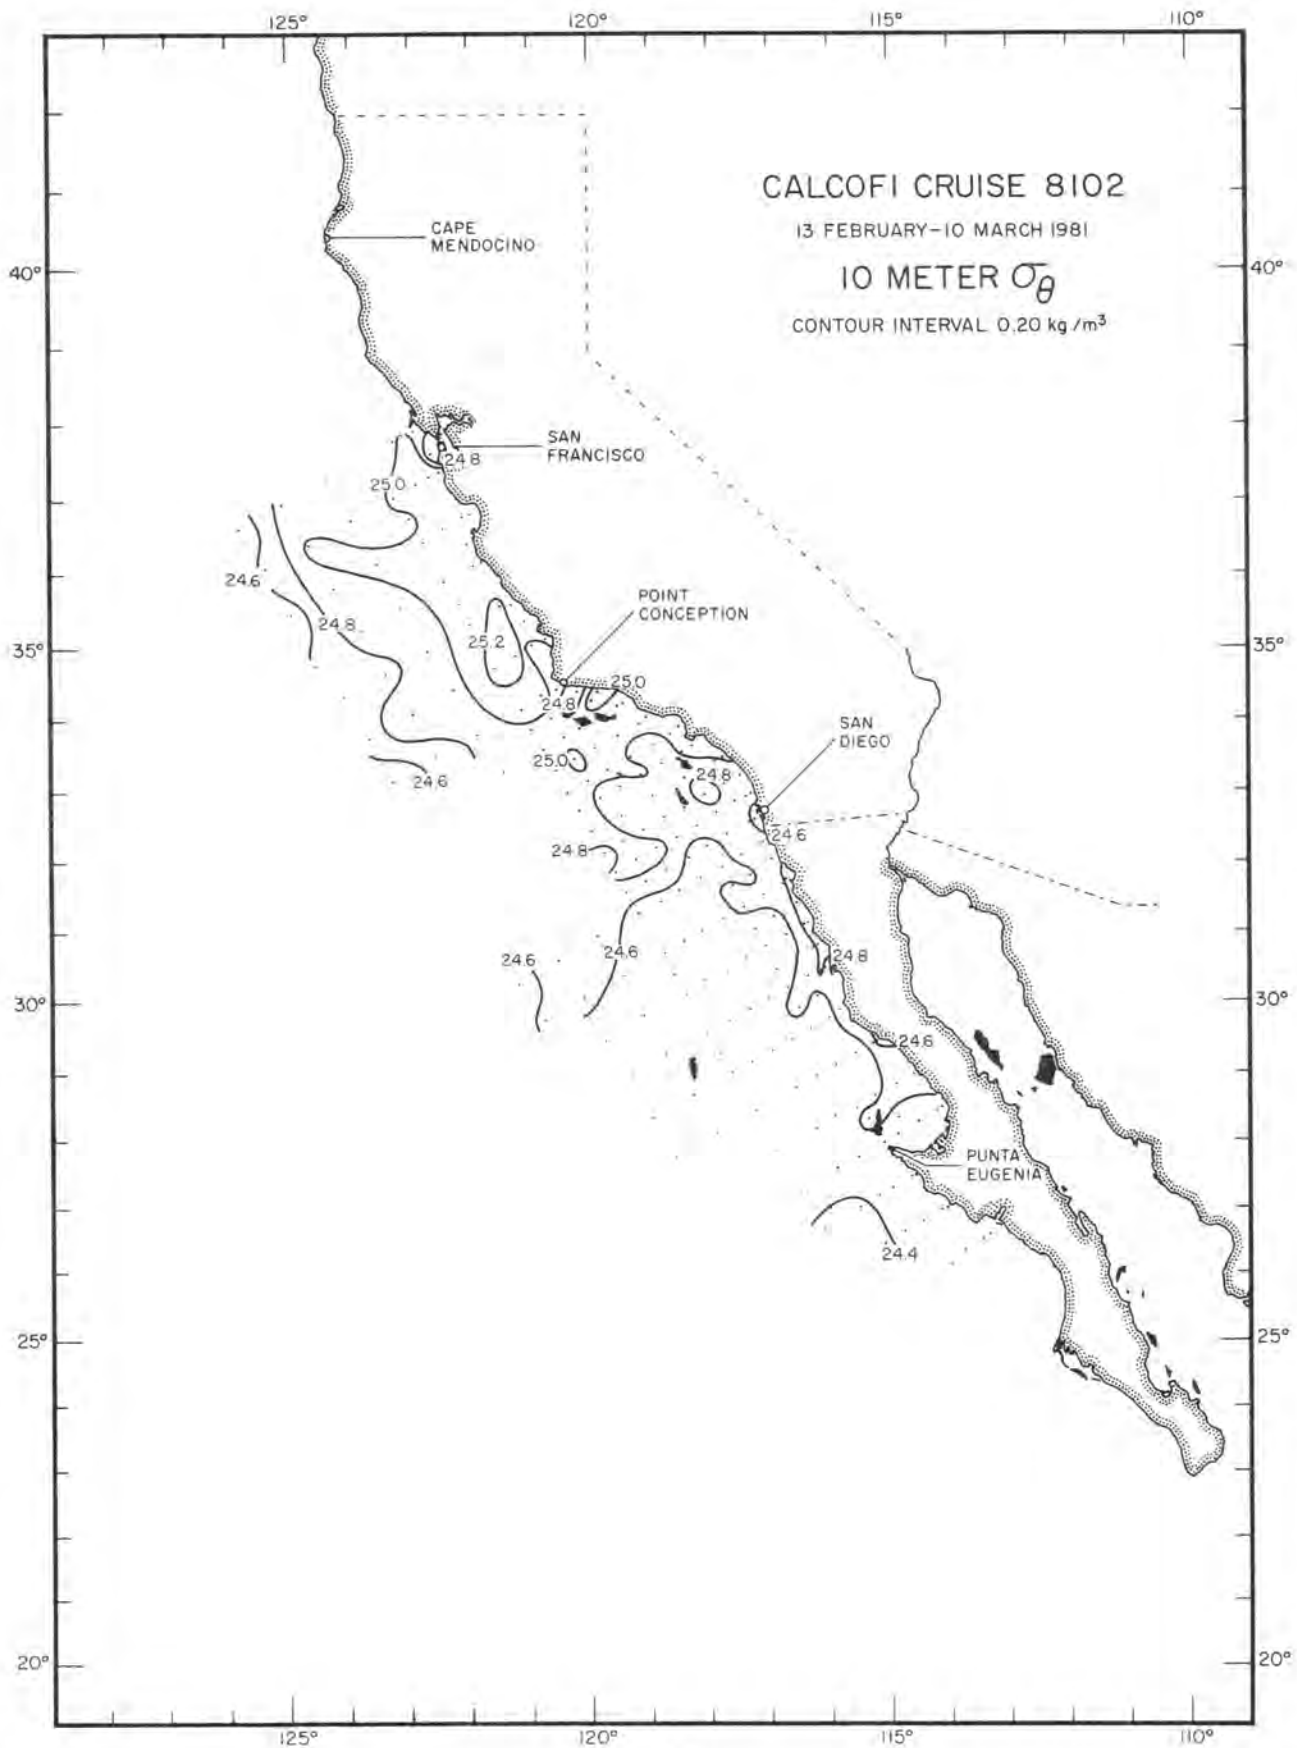 125°
120°
115°
110°
CALCOFI CRUISE 8102
13 FEBRUARY-10 MARCH 1981
10 METER σθ
CONTOUR INTERVAL 0.20 kg/m³
CAPE
MENDOCINO
40°
40°
SAN
FRANCISCO
24.8
25.0
24.6
POINT
CONCEPTION
24.8
25.2
35°
35°
25.0
24.8
SAN
DIEGO
25.0
24.8
24.6
24.6
24.8
24.6
24.6
24.8
30°
30°
24.6
PUNTA
EUGENIA
24.4
25°
25°
20°
20°
125°
120°
115°
110°